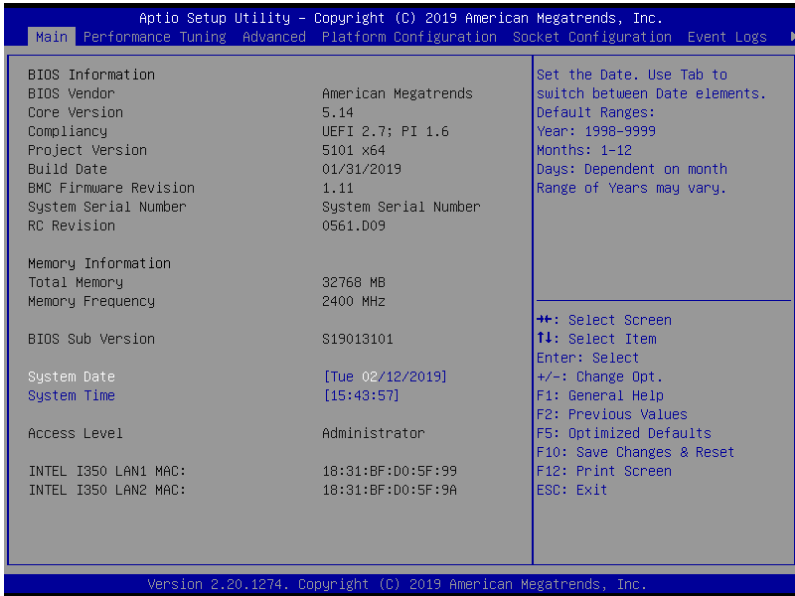 Aptio Setup Utility – Copyright (C) 2019 American Megatrends, Inc.
Main Performance Tuning Advanced Platform Configuration Socket Configuration Event Logs
BIOS Information
BIOS Vendor American Megatrends
Core Version 5.14
Compliancy UEFI 2.7; PI 1.6
Project Version 5101 x64
Build Date 01/31/2019
BMC Firmware Revision 1.11
System Serial Number System Serial Number
RC Revision 0561.D09
Memory Information
Total Memory 32768 MB
Memory Frequency 2400 MHz
BIOS Sub Version S19013101
System Date [Tue 02/12/2019]
System Time [15:43:57]
Access Level Administrator
INTEL I350 LAN1 MAC: 18:31:BF:D0:5F:99
INTEL I350 LAN2 MAC: 18:31:BF:D0:5F:9A
Set the Date. Use Tab to
switch between Date elements.
Default Ranges:
Year: 1998–9999
Months: 1–12
Days: Dependent on month
Range of Years may vary.
→←: Select Screen
↑↓: Select Item
Enter: Select
+/-: Change Opt.
F1: General Help
F2: Previous Values
F5: Optimized Defaults
F10: Save Changes & Reset
F12: Print Screen
ESC: Exit
Version 2.20.1274. Copyright (C) 2019 American Megatrends, Inc.